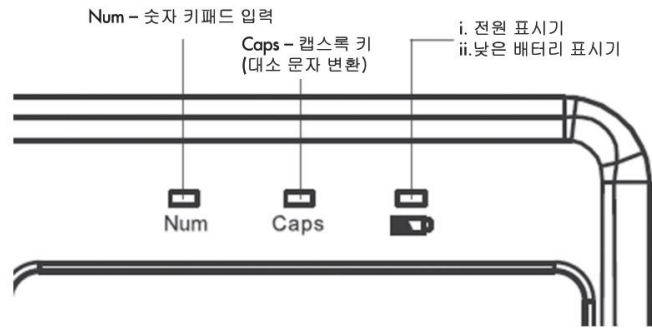 Num – 숫자 키패드 입력
Caps – 캡스록 키
(대소 문자 변환)
i. 전원 표시기
ii.낮은 배터리 표시기
Num
Caps